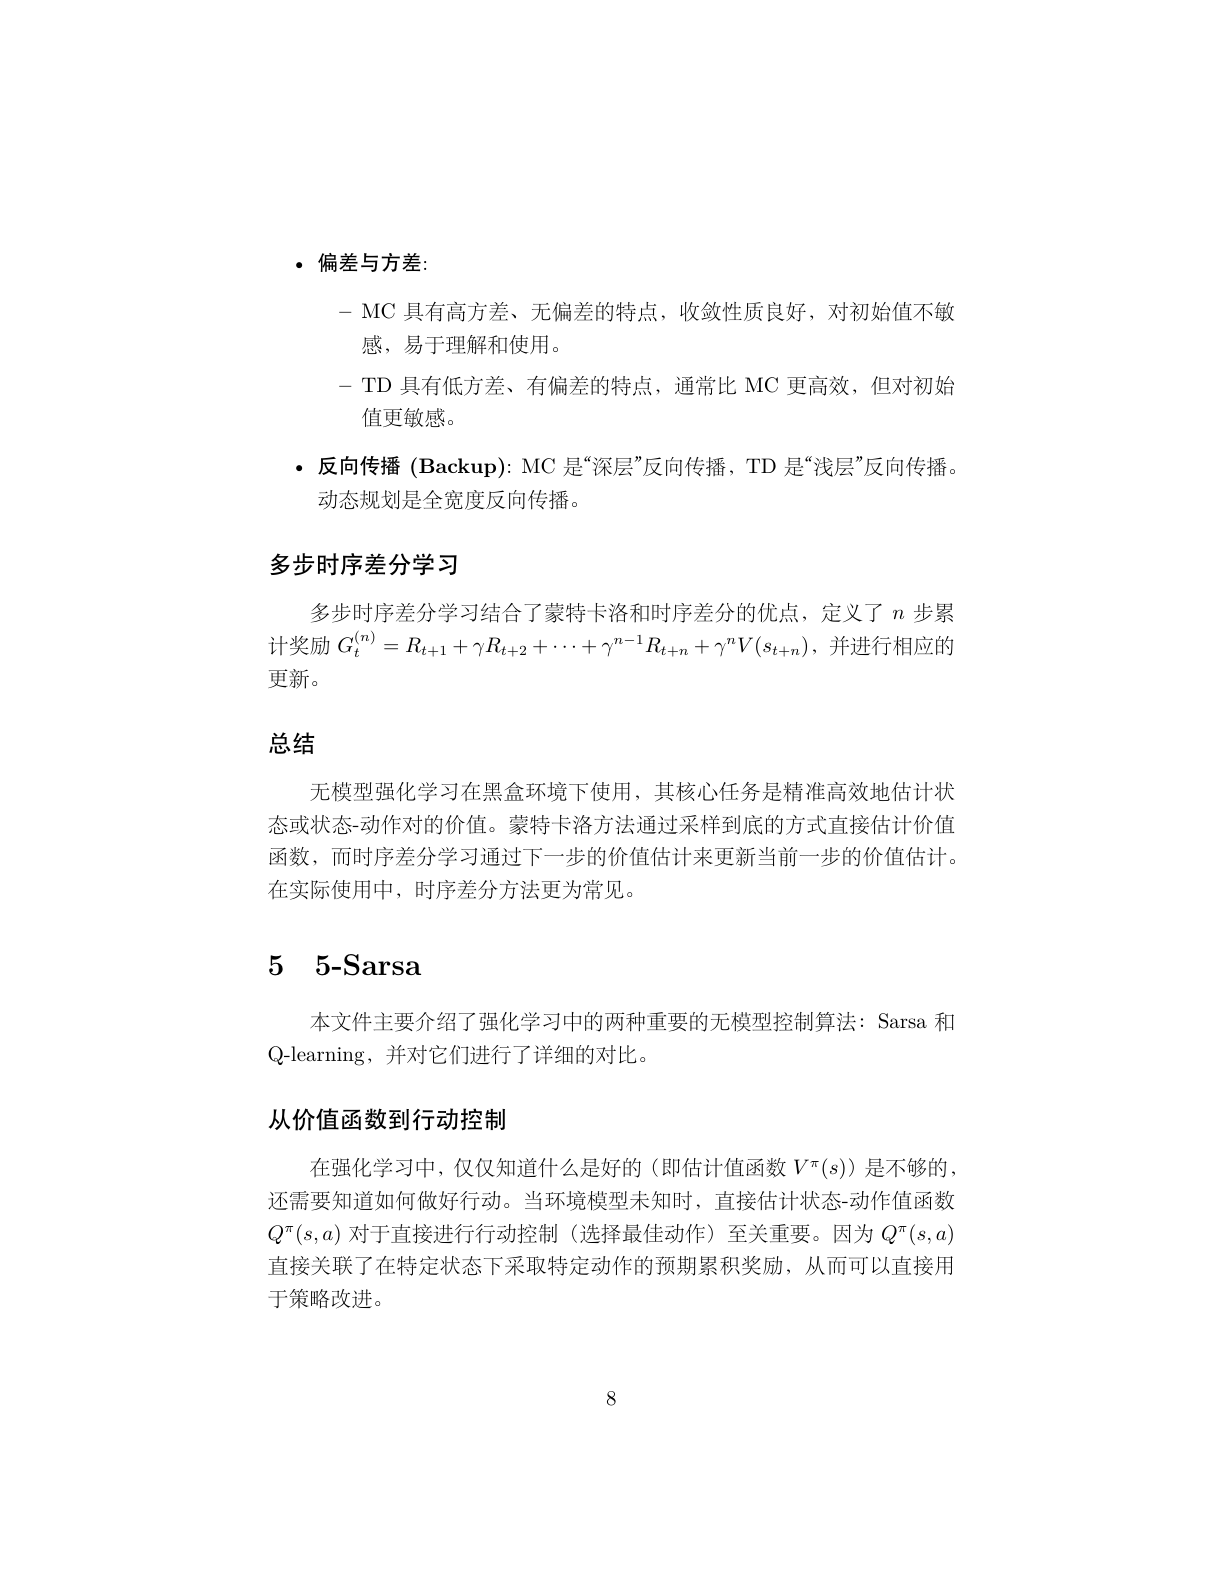 • 偏差与方差:
– MC 具有高方差、无偏差的特点，收敛性质良好，对初始值不敏
感，易于理解和使用。
– TD 具有低方差、有偏差的特点，通常比 MC 更高效，但对初始
值更敏感。
• 反向传播 (Backup): MC 是“深层”反向传播，TD 是“浅层”反向传播。
动态规划是全宽度反向传播。
多步时序差分学习
多步时序差分学习结合了蒙特卡洛和时序差分的优点，定义了 n 步累
计奖励 $G_t^{(n)} = R_{t+1} + \gamma R_{t+2} + \cdots + \gamma^{n-1} R_{t+n} + \gamma^n V(s_{t+n})$，并进行相应的
更新。
总结
无模型强化学习在黑盒环境下使用，其核心任务是精准高效地估计状
态或状态-动作对的价值。蒙特卡洛方法通过采样到底的方式直接估计价值
函数，而时序差分学习通过下一步的价值估计来更新当前一步的价值估计。
在实际使用中，时序差分方法更为常见。
5 5-Sarsa
本文件主要介绍了强化学习中的两种重要的无模型控制算法：Sarsa 和
Q-learning，并对它们进行了详细的对比。
从价值函数到行动控制
在强化学习中，仅仅知道什么是好的（即估计值函数 $V^\pi(s)$）是不够的，
还需要知道如何做好行动。当环境模型未知时，直接估计状态-动作值函数
$Q^\pi(s, a)$ 对于直接进行行动控制（选择最佳动作）至关重要。因为 $Q^\pi(s, a)$
直接关联了在特定状态下采取特定动作的预期累积奖励，从而可以直接用
于策略改进。
8